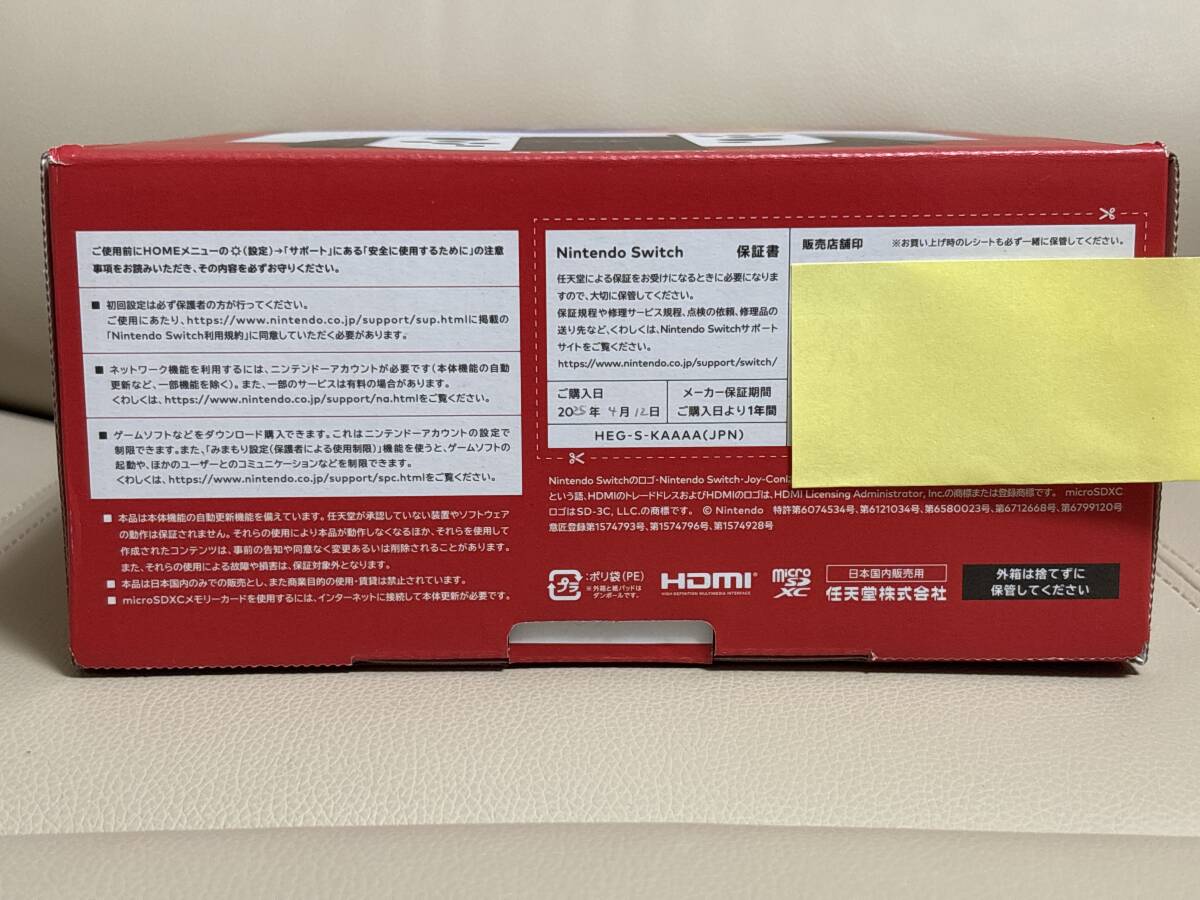 ご使用前にHOMEメニューの（設定）→「サポート」にある「安全に使用するために」の注意
事項をお読みいただき、その内容を必ずお守りください。
■ 初回設定は必ず保護者の方が行ってください。
ご使用にあたり、https://www.nintendo.co.jp/support/sup.htmlに掲載の
「Nintendo Switch利用規約」に同意していただく必要があります。
■ ネットワーク機能を利用するには、ニンテンドーアカウントが必要です（本体機能の自動
更新など、一部機能を除く）。また、一部のサービスは有料の場合があります。
くわしくは、https://www.nintendo.co.jp/support/na.htmlをご覧ください。
■ ゲームソフトなどをダウンロード購入できます。これはニンテンドーアカウントの設定で
制限できます。また、「みまもり設定（保護者による使用制限）」機能を使うと、ゲームソフトの
起動や、ほかのユーザーとのコミュニケーションなどを制限できます。
くわしくは、https://www.nintendo.co.jp/support/spc.htmlをご覧ください。
■ 本品は本体機能の自動更新機能を備えています。任天堂が承認していない装置やソフトウェア
の動作は保証されません。それらの使用により本品が動作しなくなるほか、それらを使用して
作成されたコンテンツは、事前の告知や同意なく変更あるいは削除されることがあります。
また、それらの使用による故障や損害は、保証対象外となります。
■ 本品は日本国内のみでの販売とし、また商業目的の使用・賃貸は禁止されています。
■ microSDXCメモリーカードを使用するには、インターネットに接続して本体更新が必要です。
Nintendo Switch 保証書
任天堂による保証をお受けになるときに必要になりま
すので、大切に保管してください。
保証規程や修理サービス規程、点検の依頼、修理品の
送り先など、くわしくは、Nintendo Switchサポート
サイトをご覧ください。
https://www.nintendo.co.jp/support/switch/
ご購入日
2025年 4月 12日
メーカー保証期間
ご購入日より1年間
HEG-S-KAAAA(JPN)
販売店舗印 ※お買い上げ時のレシートも必ず一緒に保管してください。
Nintendo Switchのロゴ・Nintendo Switch・Joy-Con
という語、HDMIのトレードドレスおよびHDMIのロゴは、HDMI Licensing Administrator, Inc.の商標または登録商標です。 microSDXC
ロゴはSD-3C, LLC.の商標です。 © Nintendo 特許第6074534号、第6121034号、第6580023号、第6712668号、第6799120号
意匠登録第1574793号、第1574796号、第1574928号
プラ
：ポリ袋（PE）
※外箱と紙パッドは
ダンボールです。
HDMI
HIGH-DEFINITION MULTIMEDIA INTERFACE
micro
SD
XC
日本国内販売用
任天堂株式会社
外箱は捨てずに
保管してください